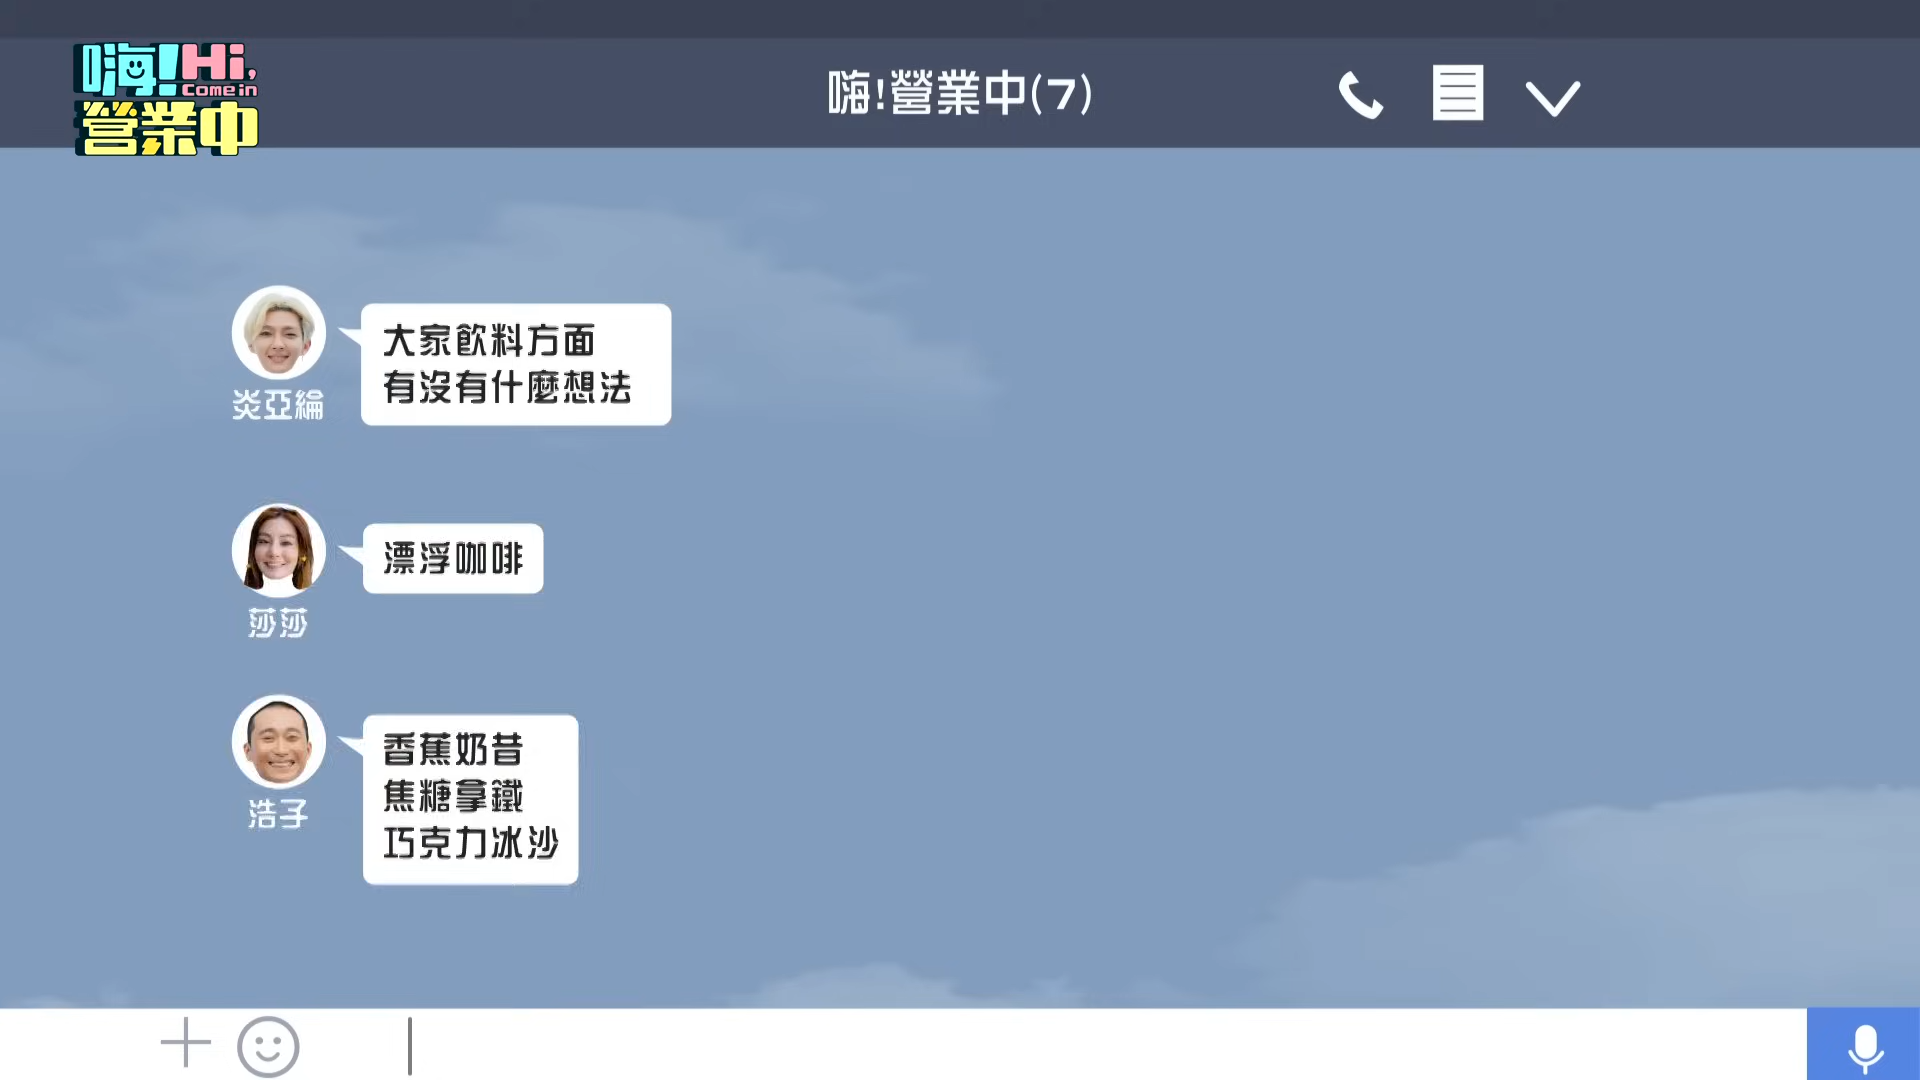 嗨!Hi,
Come in
營業中
嗨!營業中(7)
大家飲料方面
有沒有什麼想法
炎亞綸
漂浮咖啡
莎莎
香蕉奶昔
焦糖拿鐵
巧克力冰沙
浩子